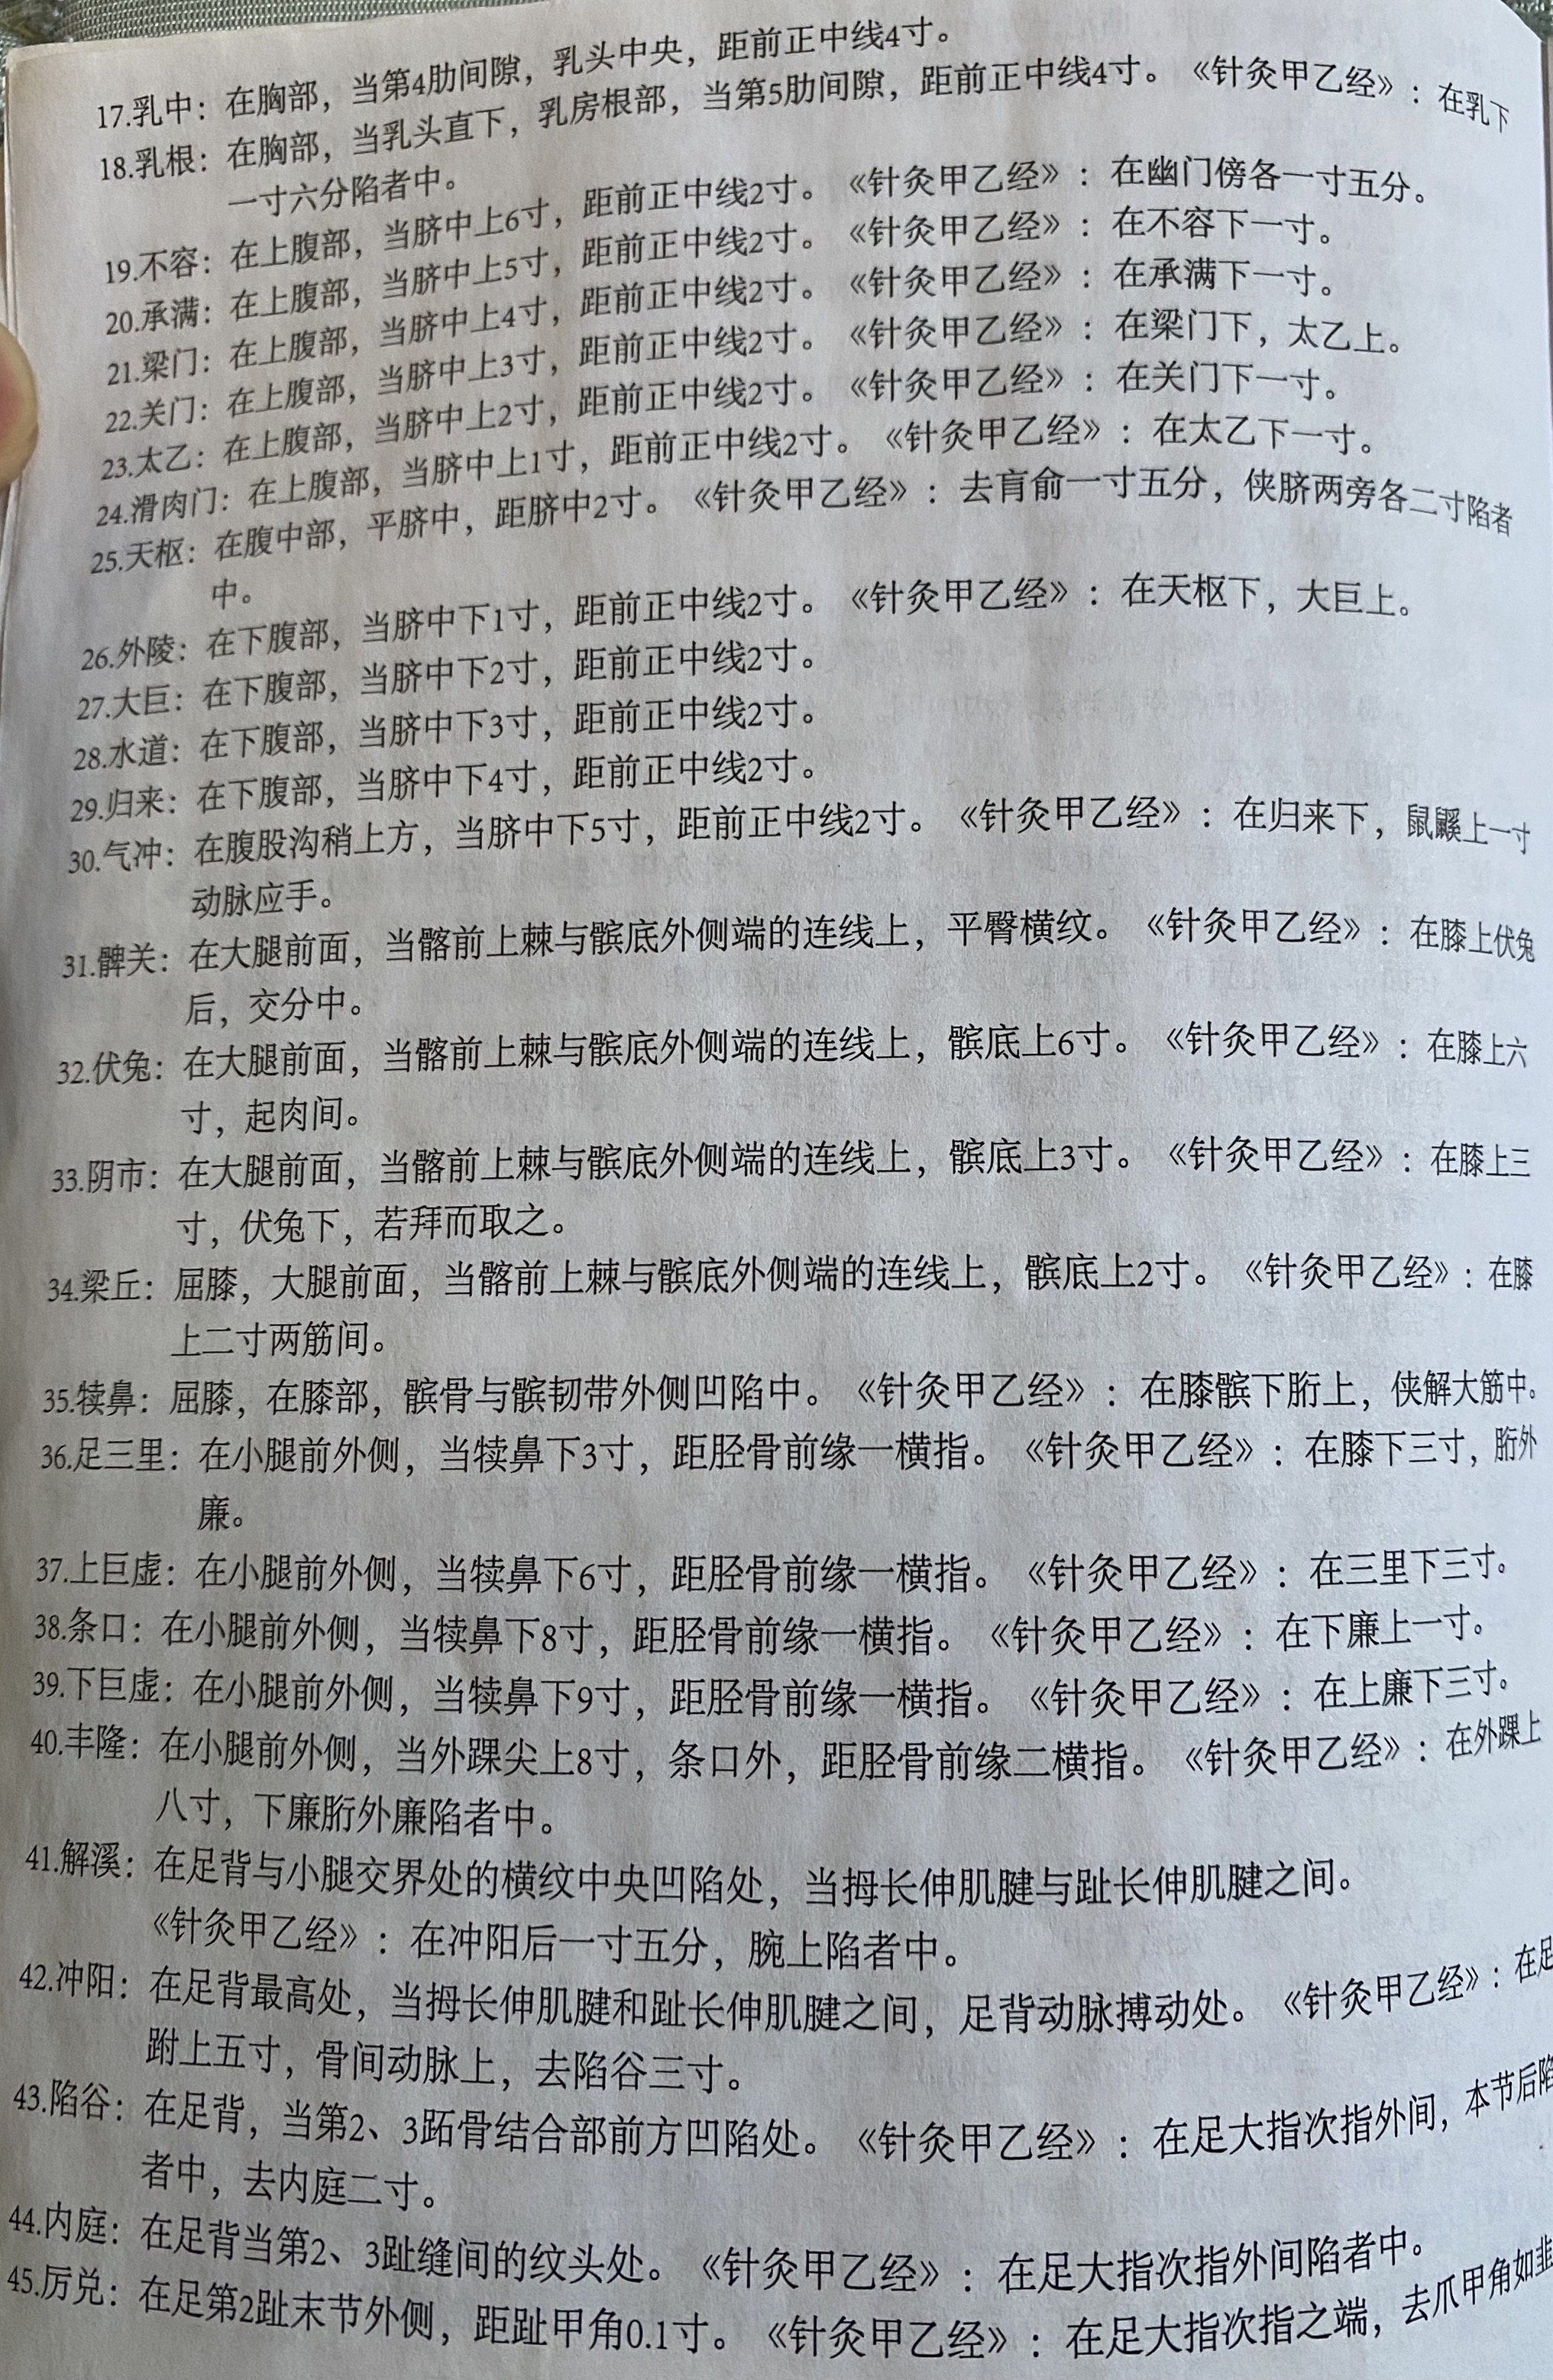 17.乳中：在胸部，当第4肋间隙，乳头中央，距前正中线4寸。
18.乳根：在胸部，当乳头直下，乳房根部，当第5肋间隙，距前正中线4寸。《针灸甲乙经》：在乳下
一寸六分陷者中。
19.不容：在上腹部，当脐中上6寸，距前正中线2寸。《针灸甲乙经》：在幽门傍各一寸五分。
20.承满：在上腹部，当脐中上5寸，距前正中线2寸。《针灸甲乙经》：在不容下一寸。
21.梁门：在上腹部，当脐中上4寸，距前正中线2寸。《针灸甲乙经》：在承满下一寸。
22.关门：在上腹部，当脐中上3寸，距前正中线2寸。《针灸甲乙经》：在梁门下，太乙上。
23.太乙：在上腹部，当脐中上2寸，距前正中线2寸。《针灸甲乙经》：在关门下一寸。
24.滑肉门：在上腹部，当脐中上1寸，距前正中线2寸。《针灸甲乙经》：在太乙下一寸。
25.天枢：在腹中部，平脐中，距脐中2寸。《针灸甲乙经》：去肓俞一寸五分，侠脐两旁各二寸陷者
中。
26.外陵：在下腹部，当脐中下1寸，距前正中线2寸。《针灸甲乙经》：在天枢下，大巨上。
27.大巨：在下腹部，当脐中下2寸，距前正中线2寸。
28.水道：在下腹部，当脐中下3寸，距前正中线2寸。
29.归来：在下腹部，当脐中下4寸，距前正中线2寸。
30.气冲：在腹股沟稍上方，当脐中下5寸，距前正中线2寸。《针灸甲乙经》：在归来下，鼠鼷上一寸
动脉应手。
31.髀关：在大腿前面，当髂前上棘与髌底外侧端的连线上，平臀横纹。《针灸甲乙经》：在膝上伏兔
后，交分中。
32.伏兔：在大腿前面，当髂前上棘与髌底外侧端的连线上，髌底上6寸。《针灸甲乙经》：在膝上六
寸，起肉间。
33.阴市：在大腿前面，当髂前上棘与髌底外侧端的连线上，髌底上3寸。《针灸甲乙经》：在膝上三
寸，伏兔下，若拜而取之。
34.梁丘：屈膝，大腿前面，当髂前上棘与髌底外侧端的连线上，髌底上2寸。《针灸甲乙经》：在膝
上二寸两筋间。
35.犊鼻：屈膝，在膝部，髌骨与髌韧带外侧凹陷中。《针灸甲乙经》：在膝髌下胻上，侠解大筋中。
36.足三里：在小腿前外侧，当犊鼻下3寸，距胫骨前缘一横指。《针灸甲乙经》：在膝下三寸，胻外
廉。
37.上巨虚：在小腿前外侧，当犊鼻下6寸，距胫骨前缘一横指。《针灸甲乙经》：在三里下三寸。
38.条口：在小腿前外侧，当犊鼻下8寸，距胫骨前缘一横指。《针灸甲乙经》：在下廉上一寸。
39.下巨虚：在小腿前外侧，当犊鼻下9寸，距胫骨前缘一横指。《针灸甲乙经》：在上廉下三寸。
40.丰隆：在小腿前外侧，当外踝尖上8寸，条口外，距胫骨前缘二横指。《针灸甲乙经》：在外踝上
八寸，下廉胻外廉陷者中。
41.解溪：在足背与小腿交界处的横纹中央凹陷处，当拇长伸肌腱与趾长伸肌腱之间。
《针灸甲乙经》：在冲阳后一寸五分，腕上陷者中。
42.冲阳：在足背最高处，当拇长伸肌腱和趾长伸肌腱之间，足背动脉搏动处。《针灸甲乙经》：在足
跗上五寸，骨间动脉上，去陷谷三寸。
43.陷谷：在足背，当第2、3跖骨结合部前方凹陷处。《针灸甲乙经》：在足大指次指外间，本节后陷
者中，去内庭二寸。
44.内庭：在足背当第2、3趾缝间的纹头处。《针灸甲乙经》：在足大指次指外间陷者中。
45.厉兑：在足第2趾末节外侧，距趾甲角0.1寸。《针灸甲乙经》：在足大指次指之端，去爪甲角如韭